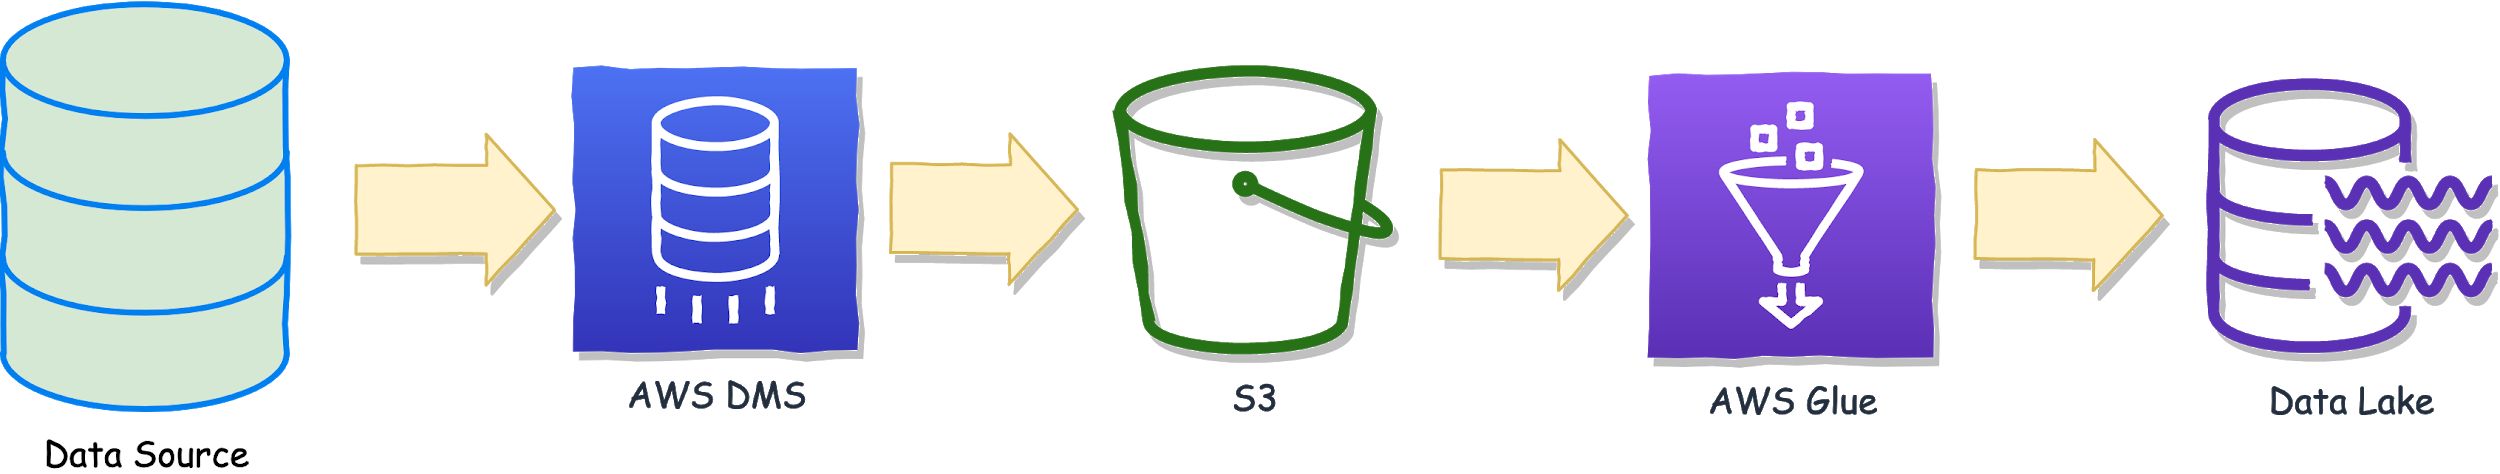 Data Source
AWS DMS
S3
AWS Glue
Data Lake